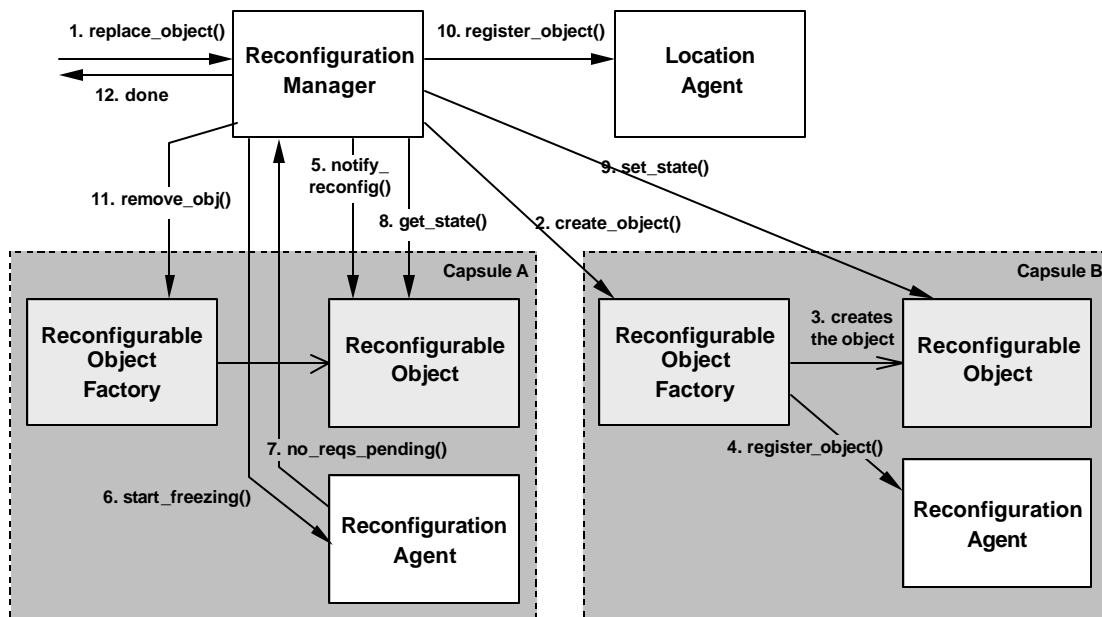 1. replace_object()
12. done
Reconfiguration
Manager
10. register_object()
Location
Agent
5. notify_
reconfig()
9. set_state()
11. remove_obj()
8. get_state()
2. create_object()
Capsule A
Capsule B
Reconfigurable
Object
Factory
Reconfigurable
Object
Reconfigurable
Object
Factory
3. creates
the object
Reconfigurable
Object
7. no_reqs_pending()
4. register_object()
6. start_freezing()
Reconfiguration
Agent
Reconfiguration
Agent